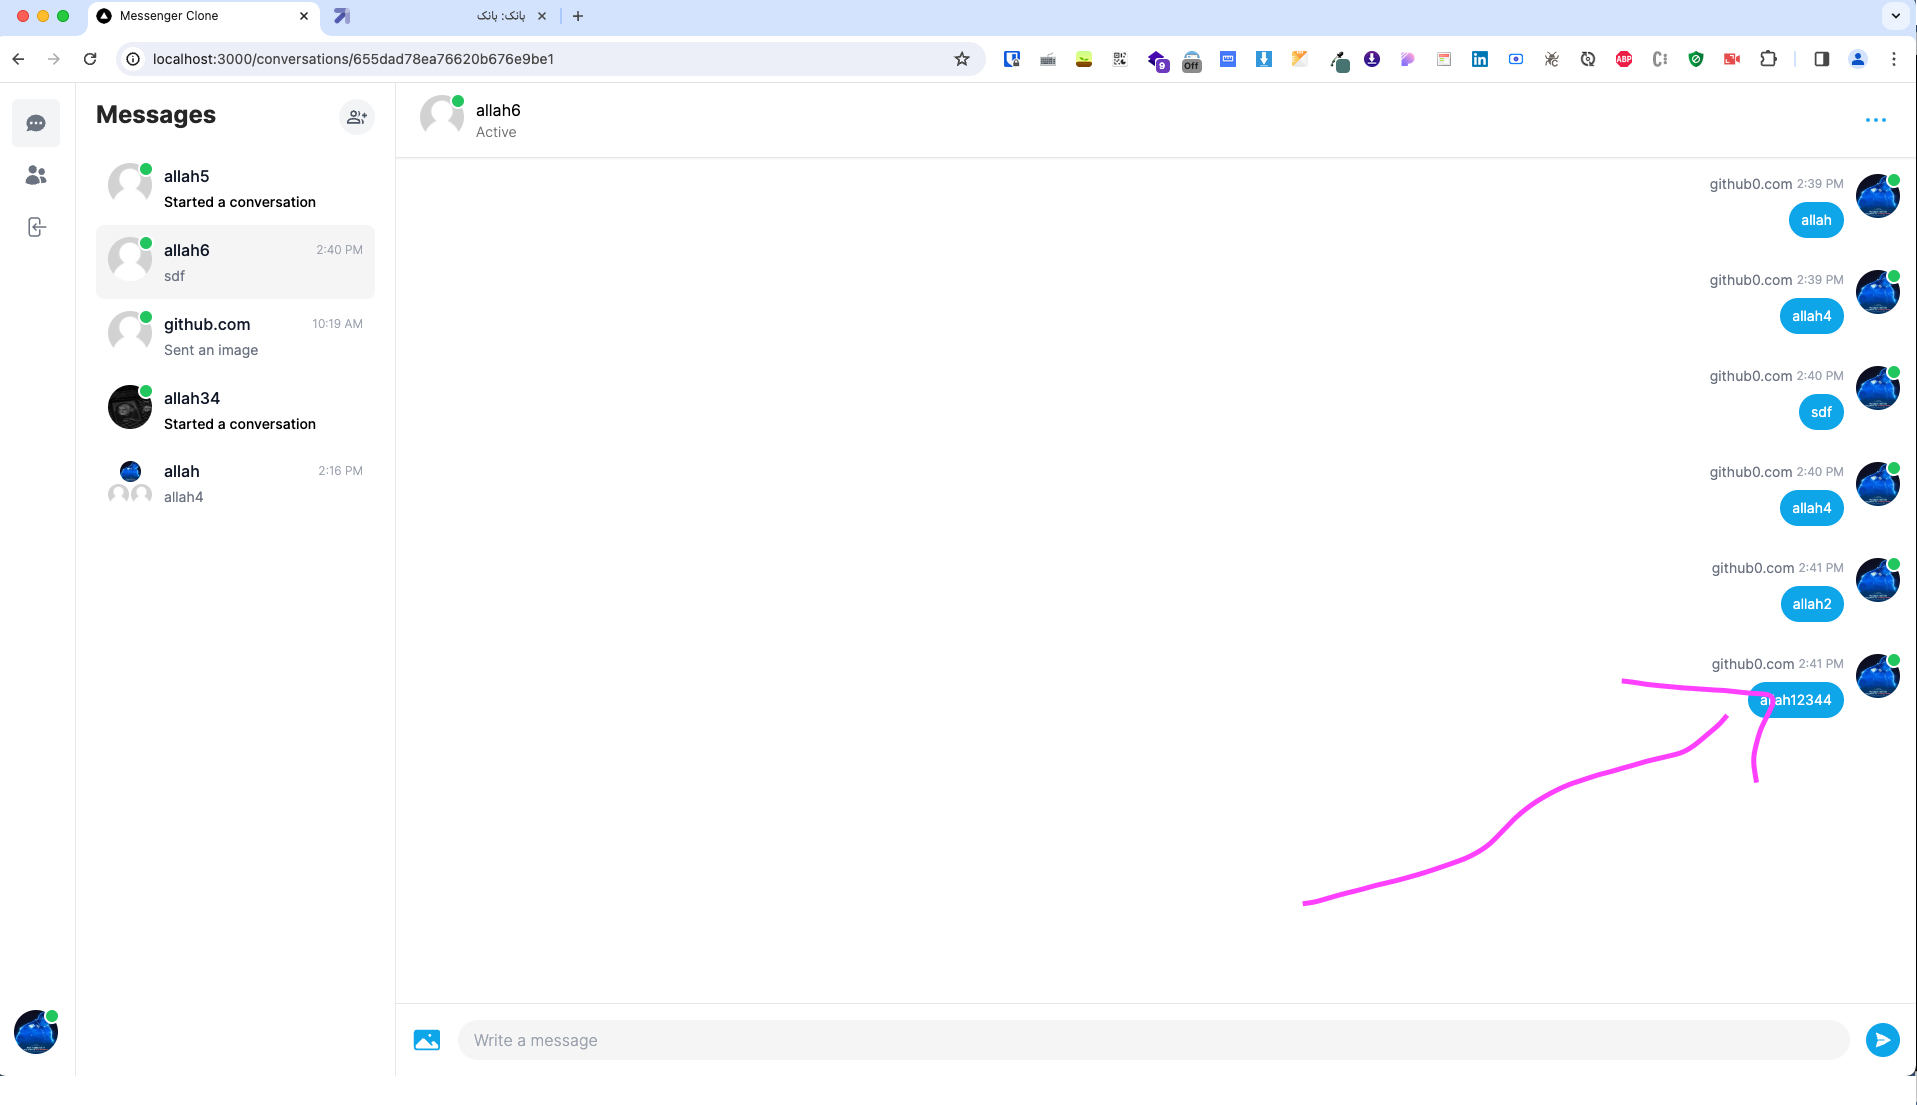 Messenger Clone
بانک: بانک
localhost:3000/conversations/655dad78ea76620b676e9be1
9
Off
ABP
Messages
allah5
Started a conversation
allah6 2:40 PM
sdf
github.com 10:19 AM
Sent an image
allah34
Started a conversation
allah 2:16 PM
allah4
allah6
Active
github0.com 2:39 PM
allah
github0.com 2:39 PM
allah4
github0.com 2:40 PM
sdf
github0.com 2:40 PM
allah4
github0.com 2:41 PM
allah2
github0.com 2:41 PM
allah12344
Write a message